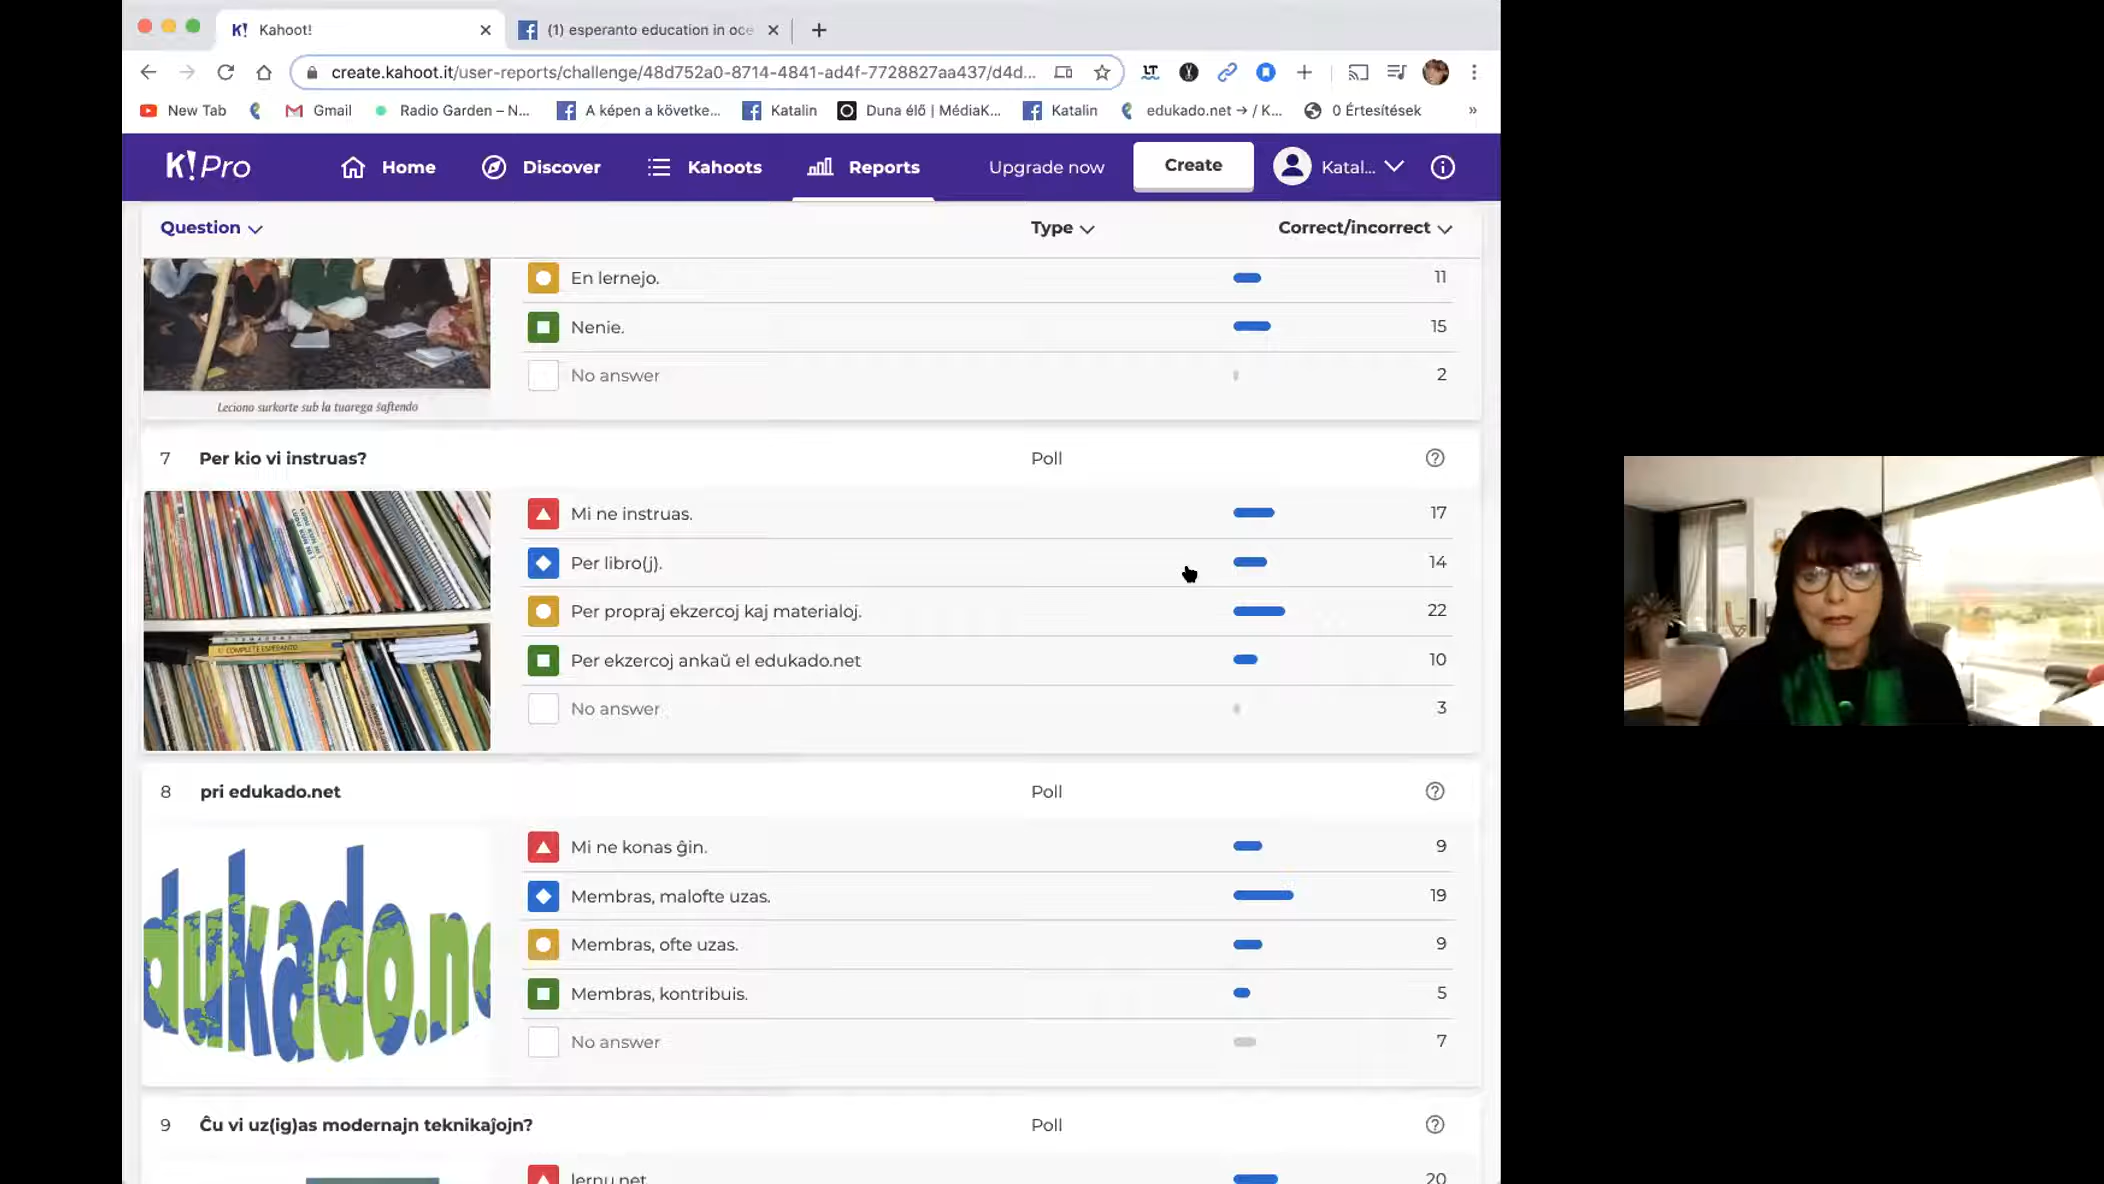 Kahoot!
(1) esperanto education in oce
create.kahoot.it/user-reports/challenge/48d752a0-8714-4841-ad4f-7728827aa437/d4d...
New Tab
Gmail
Radio Garden – N...
A képen a követke...
Katalin
Duna élő | MédiaK...
Katalin
edukado.net → / K...
0 Értesítések
»
K! Pro
Home
Discover
Kahoots
Reports
Upgrade now
Create
Katal...
Question
Type
Correct/incorrect
En lernejo. 11
Nenie. 15
No answer 2
Leciono surkorte sub la tuarega ŝaftendo
7 Per kio vi instruas? Poll
Mi ne instruas. 17
Per libro(j). 14
Per propraj ekzercoj kaj materialoj. 22
Per ekzercoj ankaŭ el edukado.net 10
No answer 3
COMPLETE ESPERANTO
8 pri edukado.net Poll
Mi ne konas ĝin. 9
Membras, malofte uzas. 19
Membras, ofte uzas. 9
Membras, kontribuis. 5
No answer 7
dukado.ne
9 Ĉu vi uz(ig)as modernajn teknikaĵojn? Poll
lernu.net 20